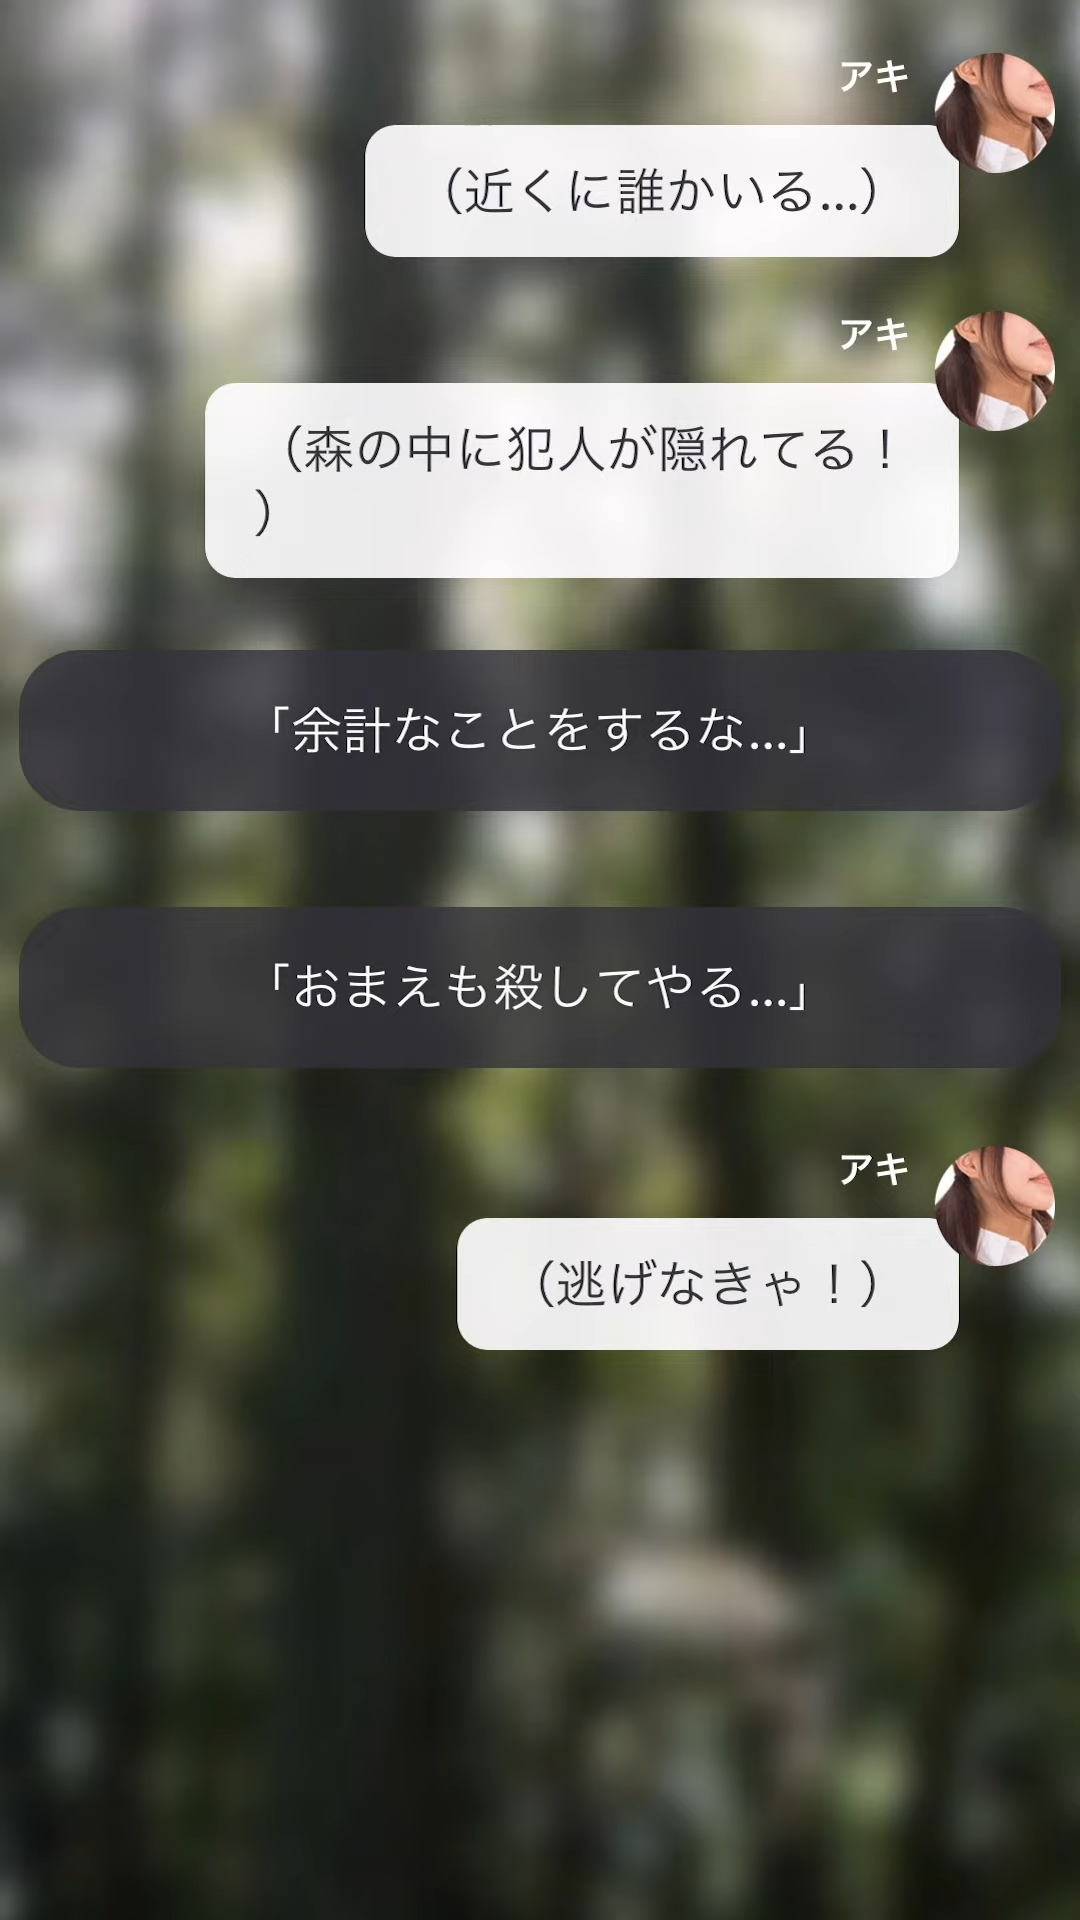 アキ
（近くに誰かいる...）
アキ
（森の中に犯人が隠れてる！
）
「余計なことをするな...」
「おまえも殺してやる...」
アキ
（逃げなきゃ！）